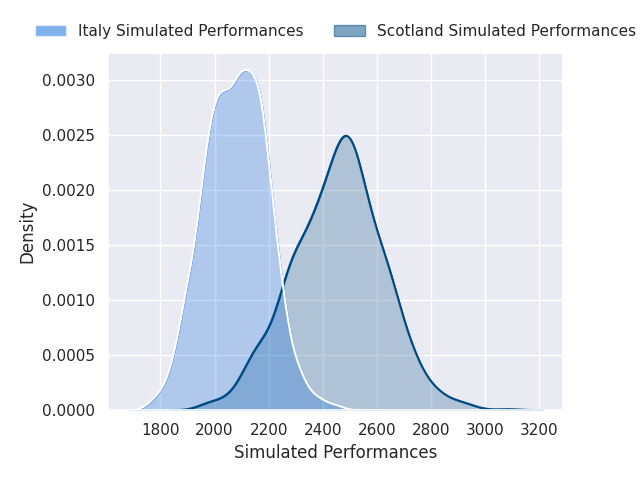 Italy Simulated Performances
Scotland Simulated Performances
0.0030
0.0025
0.0020
0.0015
0.0010
0.0005
0.0000
Density
1800 2000 2200 2400 2600 2800 3000 3200
Simulated Performances